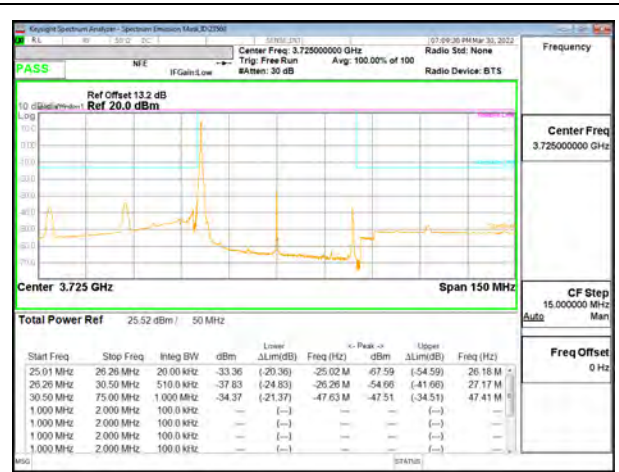 Keysight Spectrum Analyzer - Spectrum Emission Mask
RL RF 50 Ω DC SENSE:INT 07:09:36 PM Mar 31, 2022
Center Freq: 3.725000000 GHz Radio Std: None
NFE Trig: Free Run Avg: 100.00% of 100
PASS IFGain:Low #Atten: 30 dB Radio Device: BTS
Frequency
Ref Offset 13.2 dB
10 dB Ref 20.0 dBm
Log
Center Freq
3.725000000 GHz
Center 3.725 GHz Span 150 MHz
CF Step
15.000000 MHz
Auto Man
Total Power Ref 25.52 dBm / 50 MHz
Freq Offset
0 Hz
Lower <- Peak -> Upper
Start Freq Stop Freq Integ BW dBm ΔLim(dB) Freq (Hz) dBm ΔLim(dB) Freq (Hz)
25.01 MHz 26.26 MHz 20.00 kHz -33.36 (-20.36) -25.02 M -67.59 (-54.59) 26.18 M
26.26 MHz 30.50 MHz 510.0 kHz -37.83 (-24.83) -26.26 M -54.66 (-41.66) 27.17 M
30.50 MHz 75.00 MHz 1.000 MHz -34.37 (-21.37) -47.63 M -47.51 (-34.51) 47.41 M
1.000 MHz 2.000 MHz 100.0 kHz --- (---) --- --- (---) ---
1.000 MHz 2.000 MHz 100.0 kHz --- (---) --- --- (---) ---
1.000 MHz 2.000 MHz 100.0 kHz --- (---) --- --- (---) ---
1.000 MHz 2.000 MHz 100.0 kHz --- (---) --- --- (---) ---
MSG STATUS